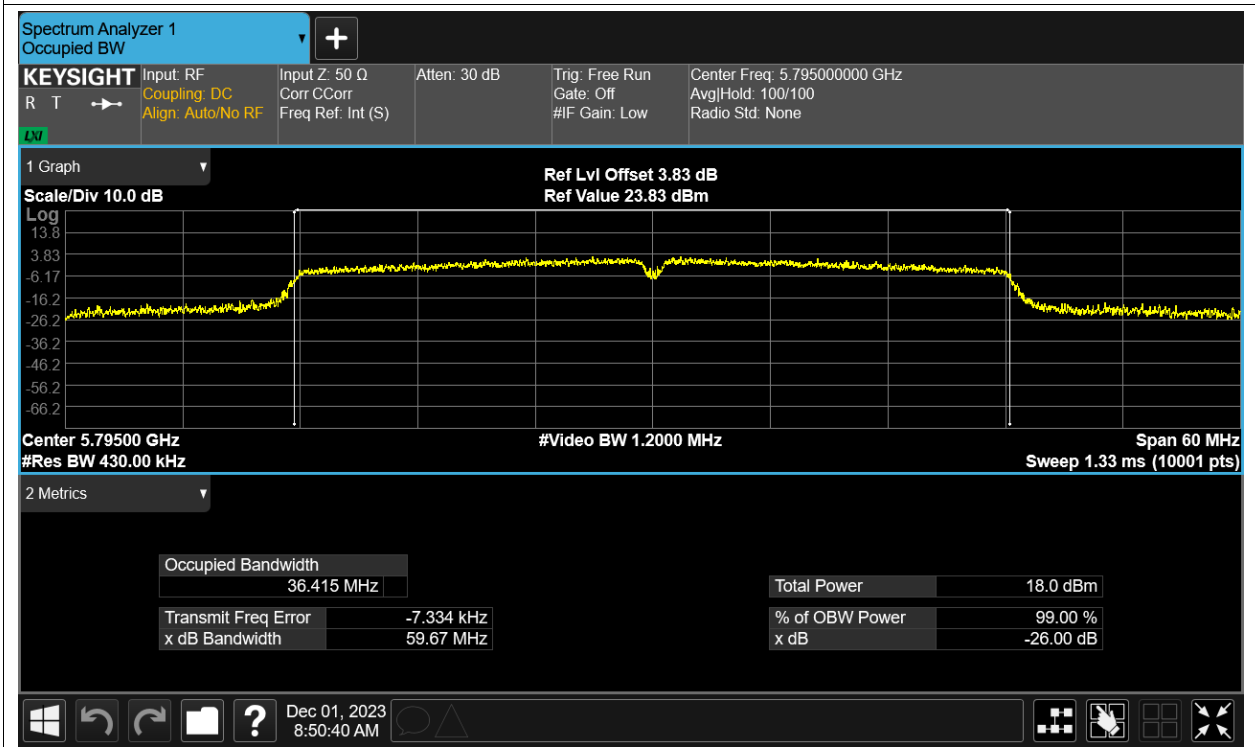 Spectrum Analyzer 1
Occupied BW
KEYSIGHT
R T
LXI
Input: RF
Coupling: DC
Align: Auto/No RF
Input Z: 50 Ω
Corr CCorr
Freq Ref: Int (S)
Atten: 30 dB
Trig: Free Run
Gate: Off
#IF Gain: Low
Center Freq: 5.795000000 GHz
Avg|Hold: 100/100
Radio Std: None
1 Graph
Scale/Div 10.0 dB
Ref Lvl Offset 3.83 dB
Ref Value 23.83 dBm
Log
13.8
3.83
-6.17
-16.2
-26.2
-36.2
-46.2
-56.2
-66.2
Center 5.79500 GHz
#Res BW 430.00 kHz
#Video BW 1.2000 MHz
Span 60 MHz
Sweep 1.33 ms (10001 pts)
2 Metrics
Occupied Bandwidth
36.415 MHz
Transmit Freq Error -7.334 kHz
x dB Bandwidth 59.67 MHz
Total Power 18.0 dBm
% of OBW Power 99.00 %
x dB -26.00 dB
?
Dec 01, 2023
8:50:40 AM